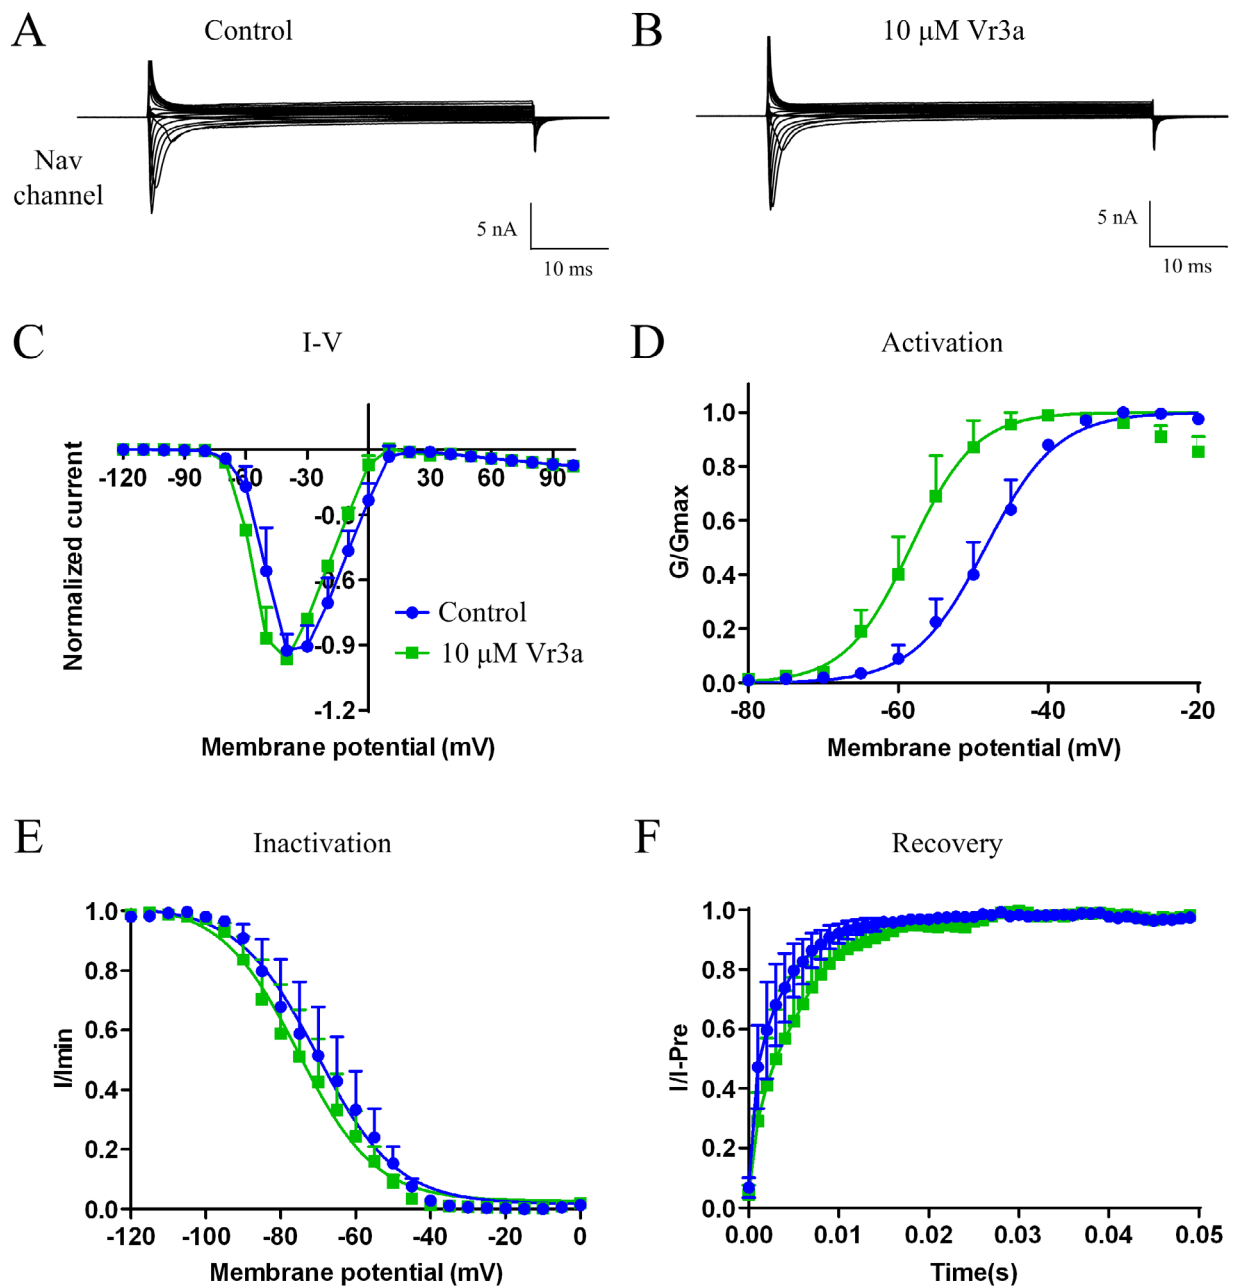 A
Control
B
10 μM Vr3a
Nav
channel
5 nA
10 ms
5 nA
10 ms
C
I-V
Normalized current
-120 -90 -60 -30 30 60 90
-0.3
-0.6
-0.9
-1.2
Control
10 μM Vr3a
Membrane potential (mV)
D
Activation
G/Gmax
1.0
0.8
0.6
0.4
0.2
0.0
-80 -60 -40 -20
Membrane potential (mV)
E
Inactivation
I/Imin
1.0
0.8
0.6
0.4
0.2
0.0
-120 -100 -80 -60 -40 -20 0
Membrane potential (mV)
F
Recovery
I/I-Pre
1.0
0.8
0.6
0.4
0.2
0.0
0.00 0.01 0.02 0.03 0.04 0.05
Time(s)